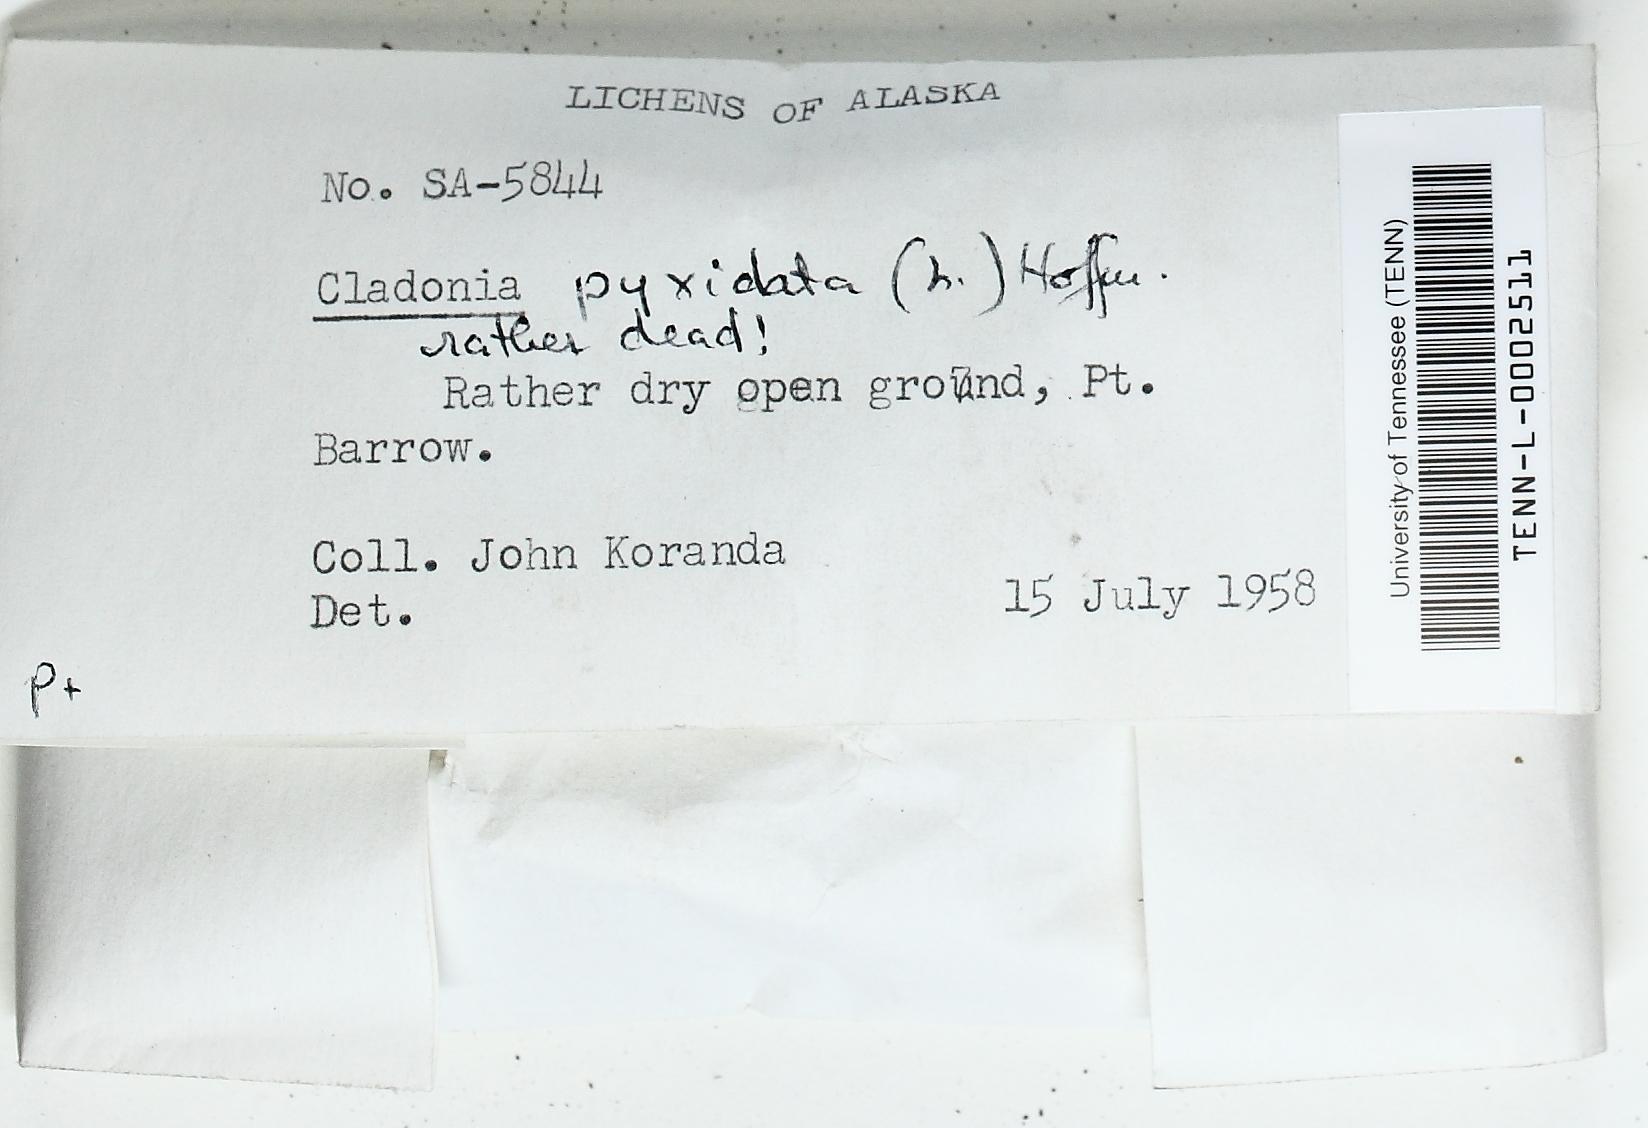 LICHENS OF ALASKA
No. SA-5844
Cladonia pyxidata (L.) Hoffm.
rather dead!
Rather dry open ground, Pt.
Barrow.
Coll. John Koranda
Det.
15 July 1958
P+
University of Tennessee (TENN)
TENN-L-0002511